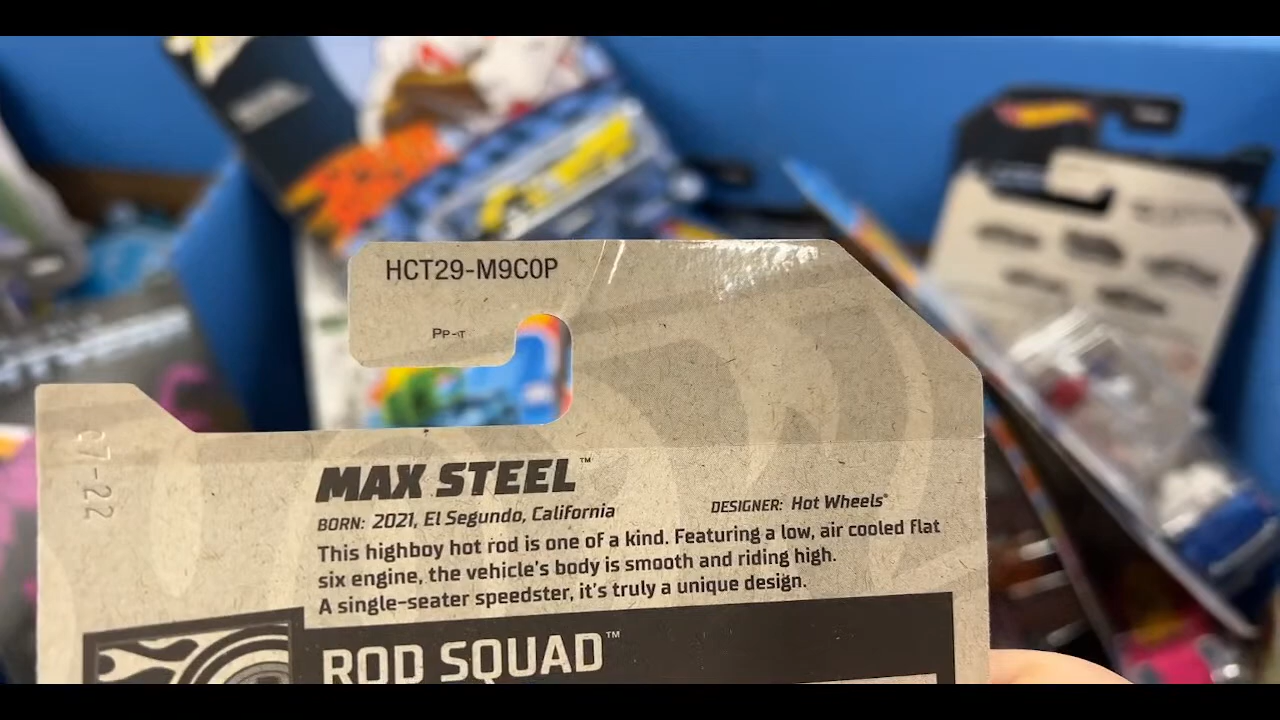 HCT29-M9C0P
07-22
MAX STEEL™
BORN: 2021, El Segundo, California
DESIGNER: Hot Wheels®
This highboy hot rod is one of a kind. Featuring a low, air cooled flat
six engine, the vehicle's body is smooth and riding high.
A single-seater speedster, it's truly a unique design.
ROD SQUAD™